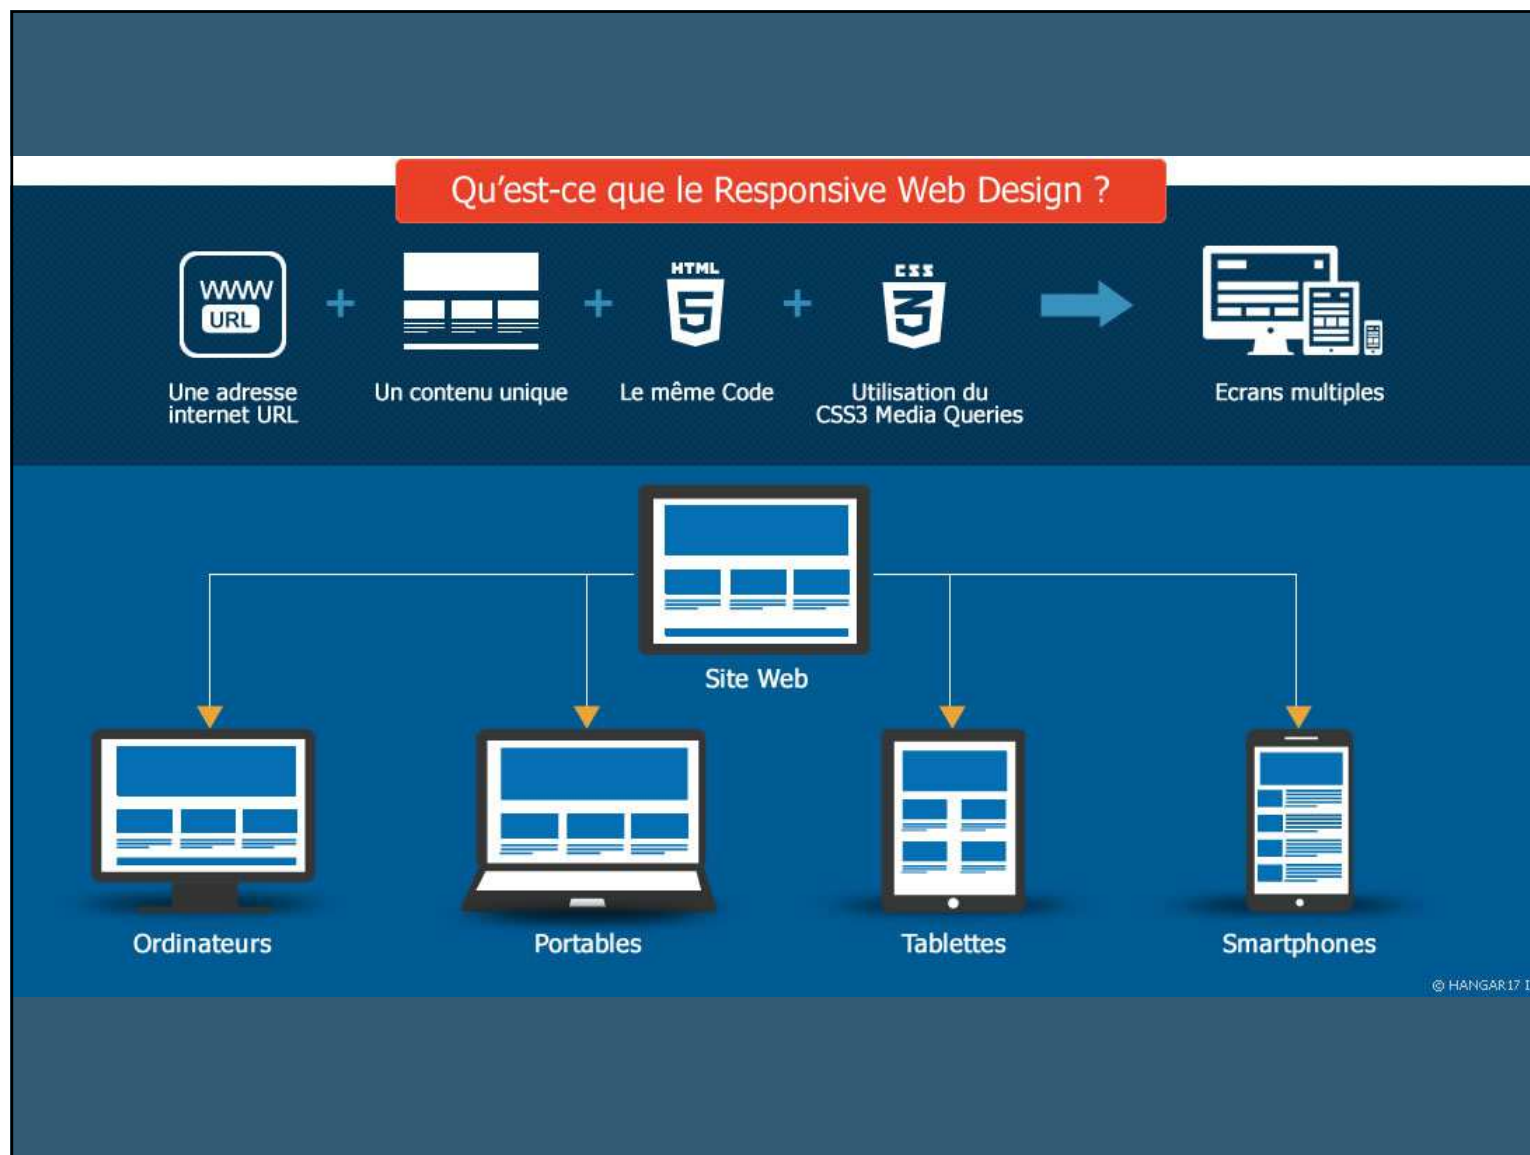 Qu'est-ce que le Responsive Web Design ?
WWW
URL
+
+
HTML
5
+
CSS
3
Une adresse
internet URL
Un contenu unique
Le même Code
Utilisation du
CSS3 Media Queries
Ecrans multiples
Site Web
Ordinateurs
Portables
Tablettes
Smartphones
© HANGAR17 I